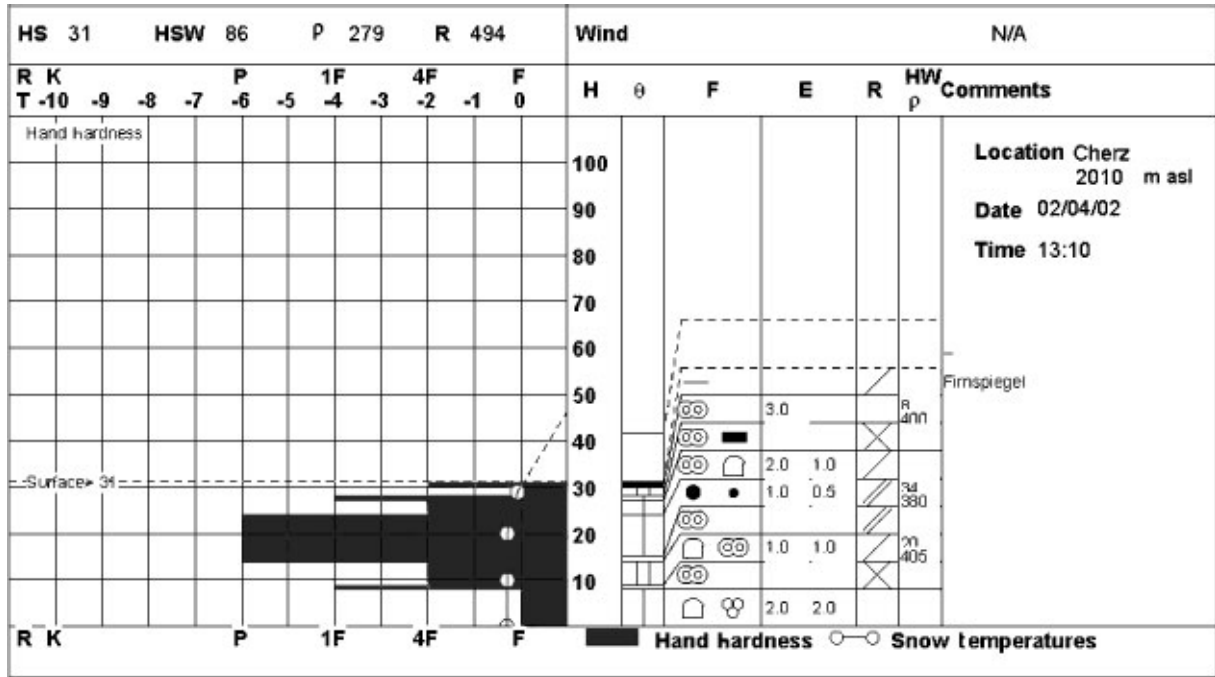 HS 31 HSW 86 ρ 279 R 494 Wind N/A
R K P 1F 4F F H θ F E R HW ρ Comments
T -10 -9 -8 -7 -6 -5 -4 -3 -2 -1 0
Hand hardness
100
90
80
70
60
50
40
30
20
10
Surface> 31
Location Cherz
2010 m asl
Date 02/04/02
Time 13:10
Firnspiegel
3.0 R
400
2.0 1.0
1.0 0.5 34
380
1.0 1.0 20
405
2.0 2.0
R K P 1F 4F F
Hand hardness Snow temperatures